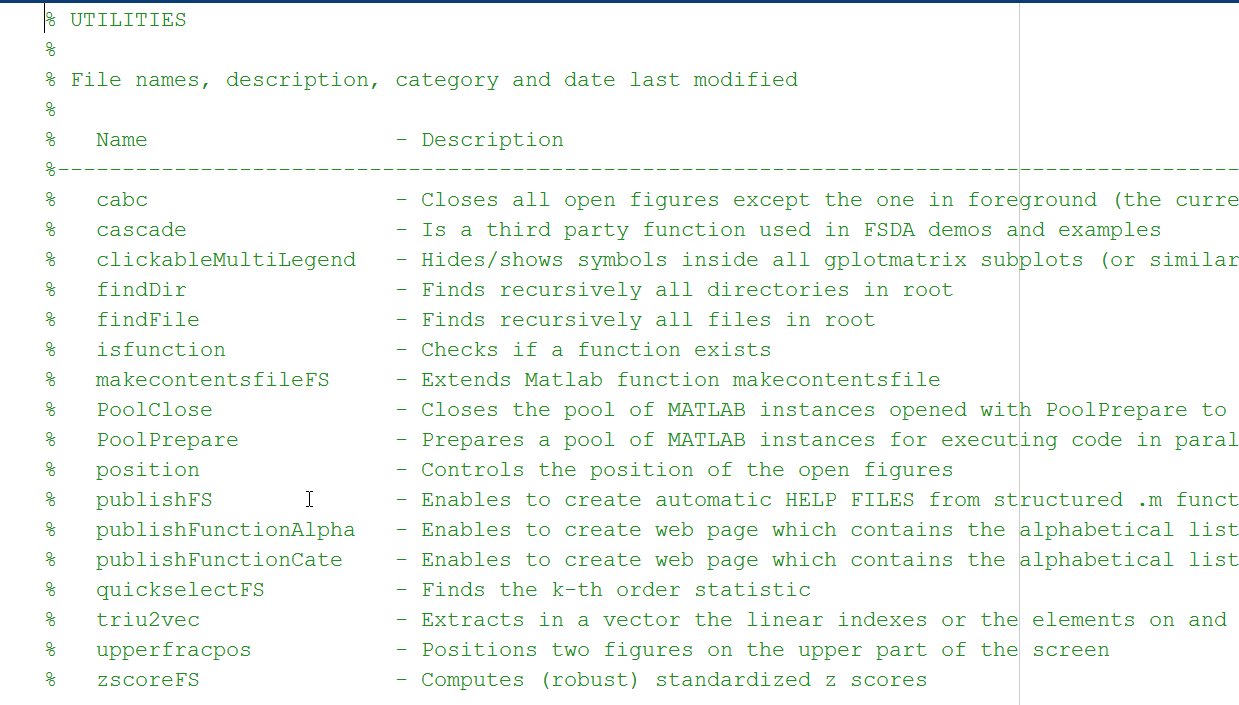 % UTILITIES
%
% File names, description, category and date last modified
%
%   Name                   - Description
%-------------------------------------------------------------------------------------------
%   cabc                   - Closes all open figures except the one in foreground (the curre
%   cascade                - Is a third party function used in FSDA demos and examples
%   clickableMultiLegend   - Hides/shows symbols inside all gplotmatrix subplots (or similar
%   findDir                - Finds recursively all directories in root
%   findFile               - Finds recursively all files in root
%   isfunction             - Checks if a function exists
%   makecontentsfileFS     - Extends Matlab function makecontentsfile
%   PoolClose              - Closes the pool of MATLAB instances opened with PoolPrepare to
%   PoolPrepare            - Prepares a pool of MATLAB instances for executing code in paral
%   position               - Controls the position of the open figures
%   publishFS              - Enables to create automatic HELP FILES from structured .m funct
%   publishFunctionAlpha   - Enables to create web page which contains the alphabetical list
%   publishFunctionCate    - Enables to create web page which contains the alphabetical list
%   quickselectFS          - Finds the k-th order statistic
%   triu2vec               - Extracts in a vector the linear indexes or the elements on and
%   upperfracpos           - Positions two figures on the upper part of the screen
%   zscoreFS               - Computes (robust) standardized z scores